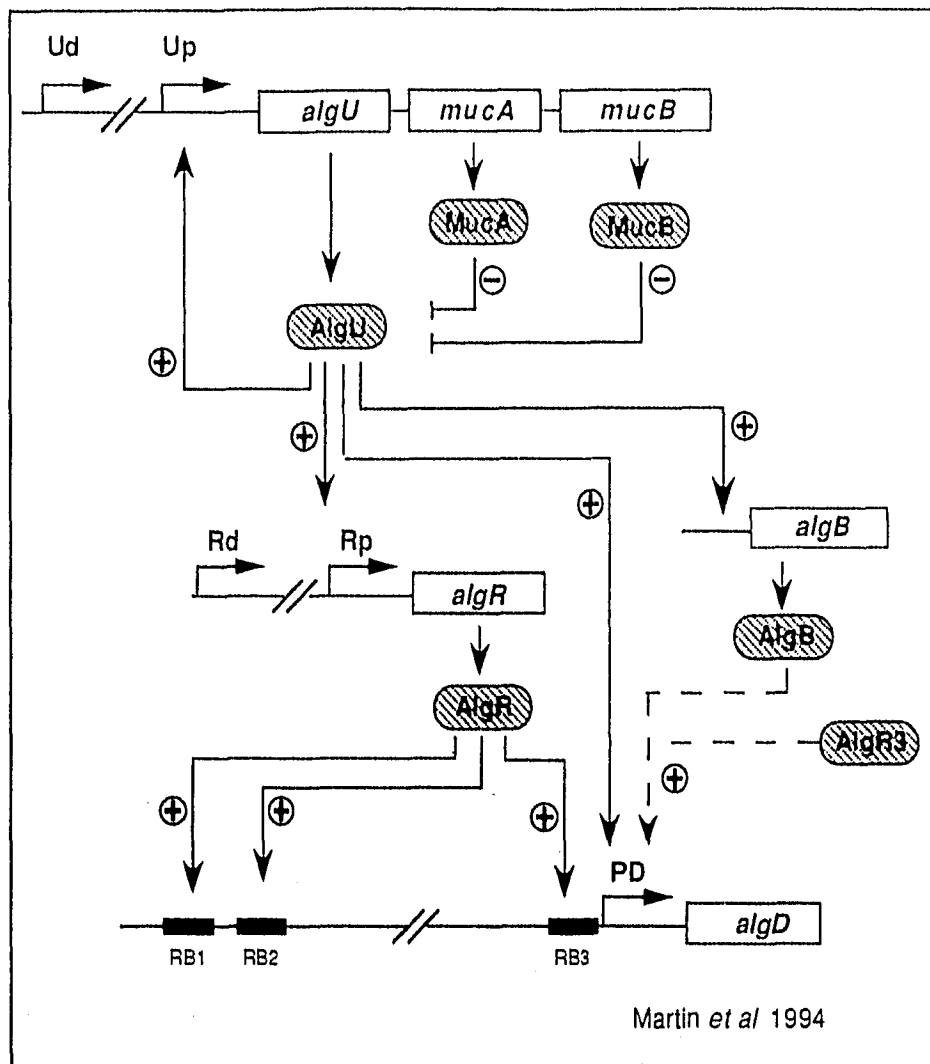 Ud Up
algU mucA mucB
MucA MucB
− −
AlgU
+
+ +
+
algB
Rd Rp
algR
AlgB
AlgR
AlgR3
+ + + +
PD
algD
RB1 RB2 RB3
Martin et al 1994